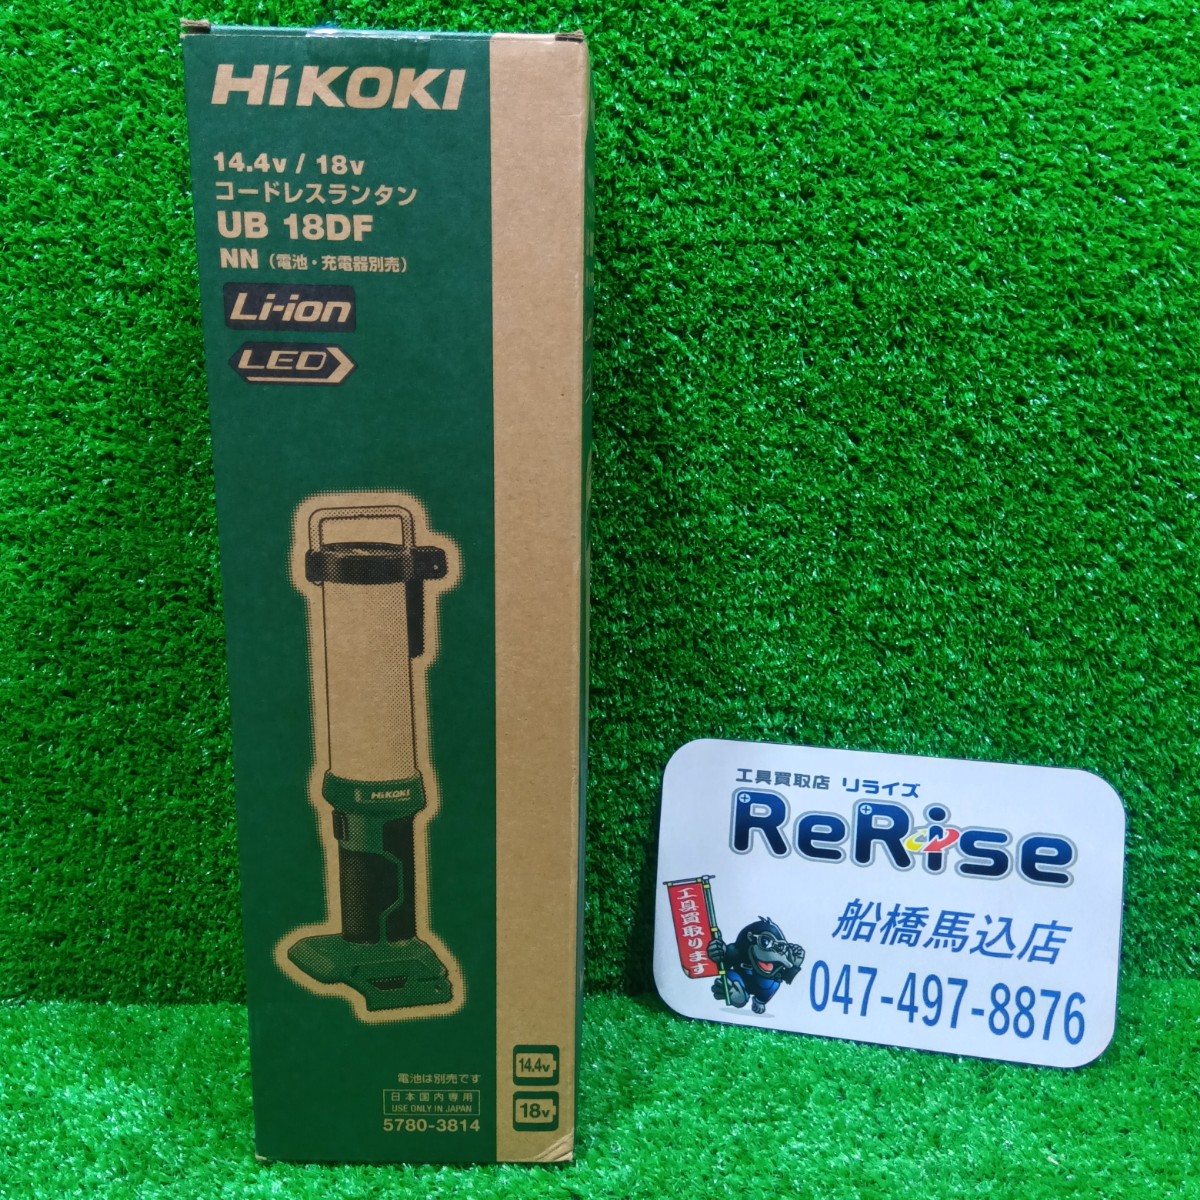 HiKOKI
14.4v / 18v
コードレスランタン
UB 18DF
NN（電池・充電器別売）
Li-ion
LED
HiKOKI
電池は別売です
日本国内専用
USE ONLY IN JAPAN
5780-3814
14.4v
18v
工具買取店 リライズ
ReRise
工具買取ります
船橋馬込店
047-497-8876